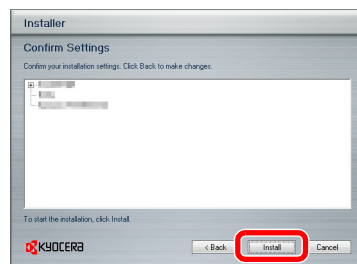 Installer
Confirm Settings
Confirm your installation settings. Click Back to make changes.
To start the installation, click Install.
KYOCERA
< Back
Install
Cancel